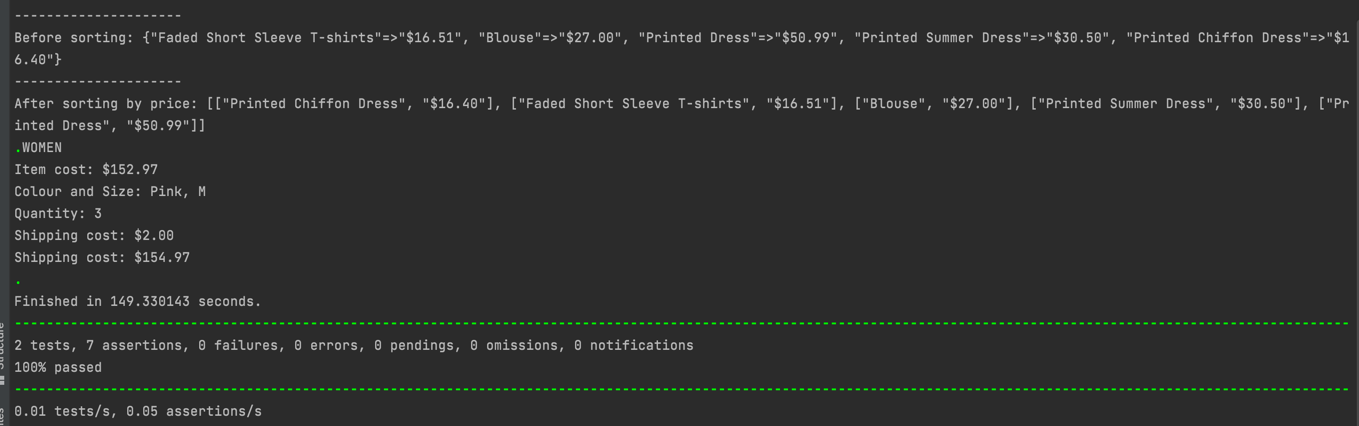 ---------------------
Before sorting: {"Faded Short Sleeve T-shirts"=>"$16.51", "Blouse"=>"$27.00", "Printed Dress"=>"$50.99", "Printed Summer Dress"=>"$30.50", "Printed Chiffon Dress"=>"$1
6.40"}
---------------------
After sorting by price: [["Printed Chiffon Dress", "$16.40"], ["Faded Short Sleeve T-shirts", "$16.51"], ["Blouse", "$27.00"], ["Printed Summer Dress", "$30.50"], ["Pr
inted Dress", "$50.99"]]
.WOMEN
Item cost: $152.97
Colour and Size: Pink, M
Quantity: 3
Shipping cost: $2.00
Shipping cost: $154.97
.
Finished in 149.330143 seconds.
-----------------------------------------------------------------------------------------------------------------------------------------------------------------------
2 tests, 7 assertions, 0 failures, 0 errors, 0 pendings, 0 omissions, 0 notifications
100% passed
-----------------------------------------------------------------------------------------------------------------------------------------------------------------------
0.01 tests/s, 0.05 assertions/s
Structure